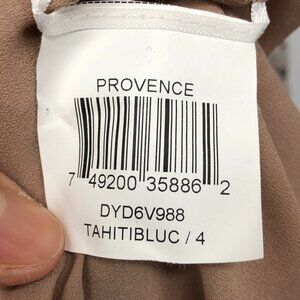 PROVENCE
7 49200 35886 2
DYD6V988
TAHITIBLUC / 4